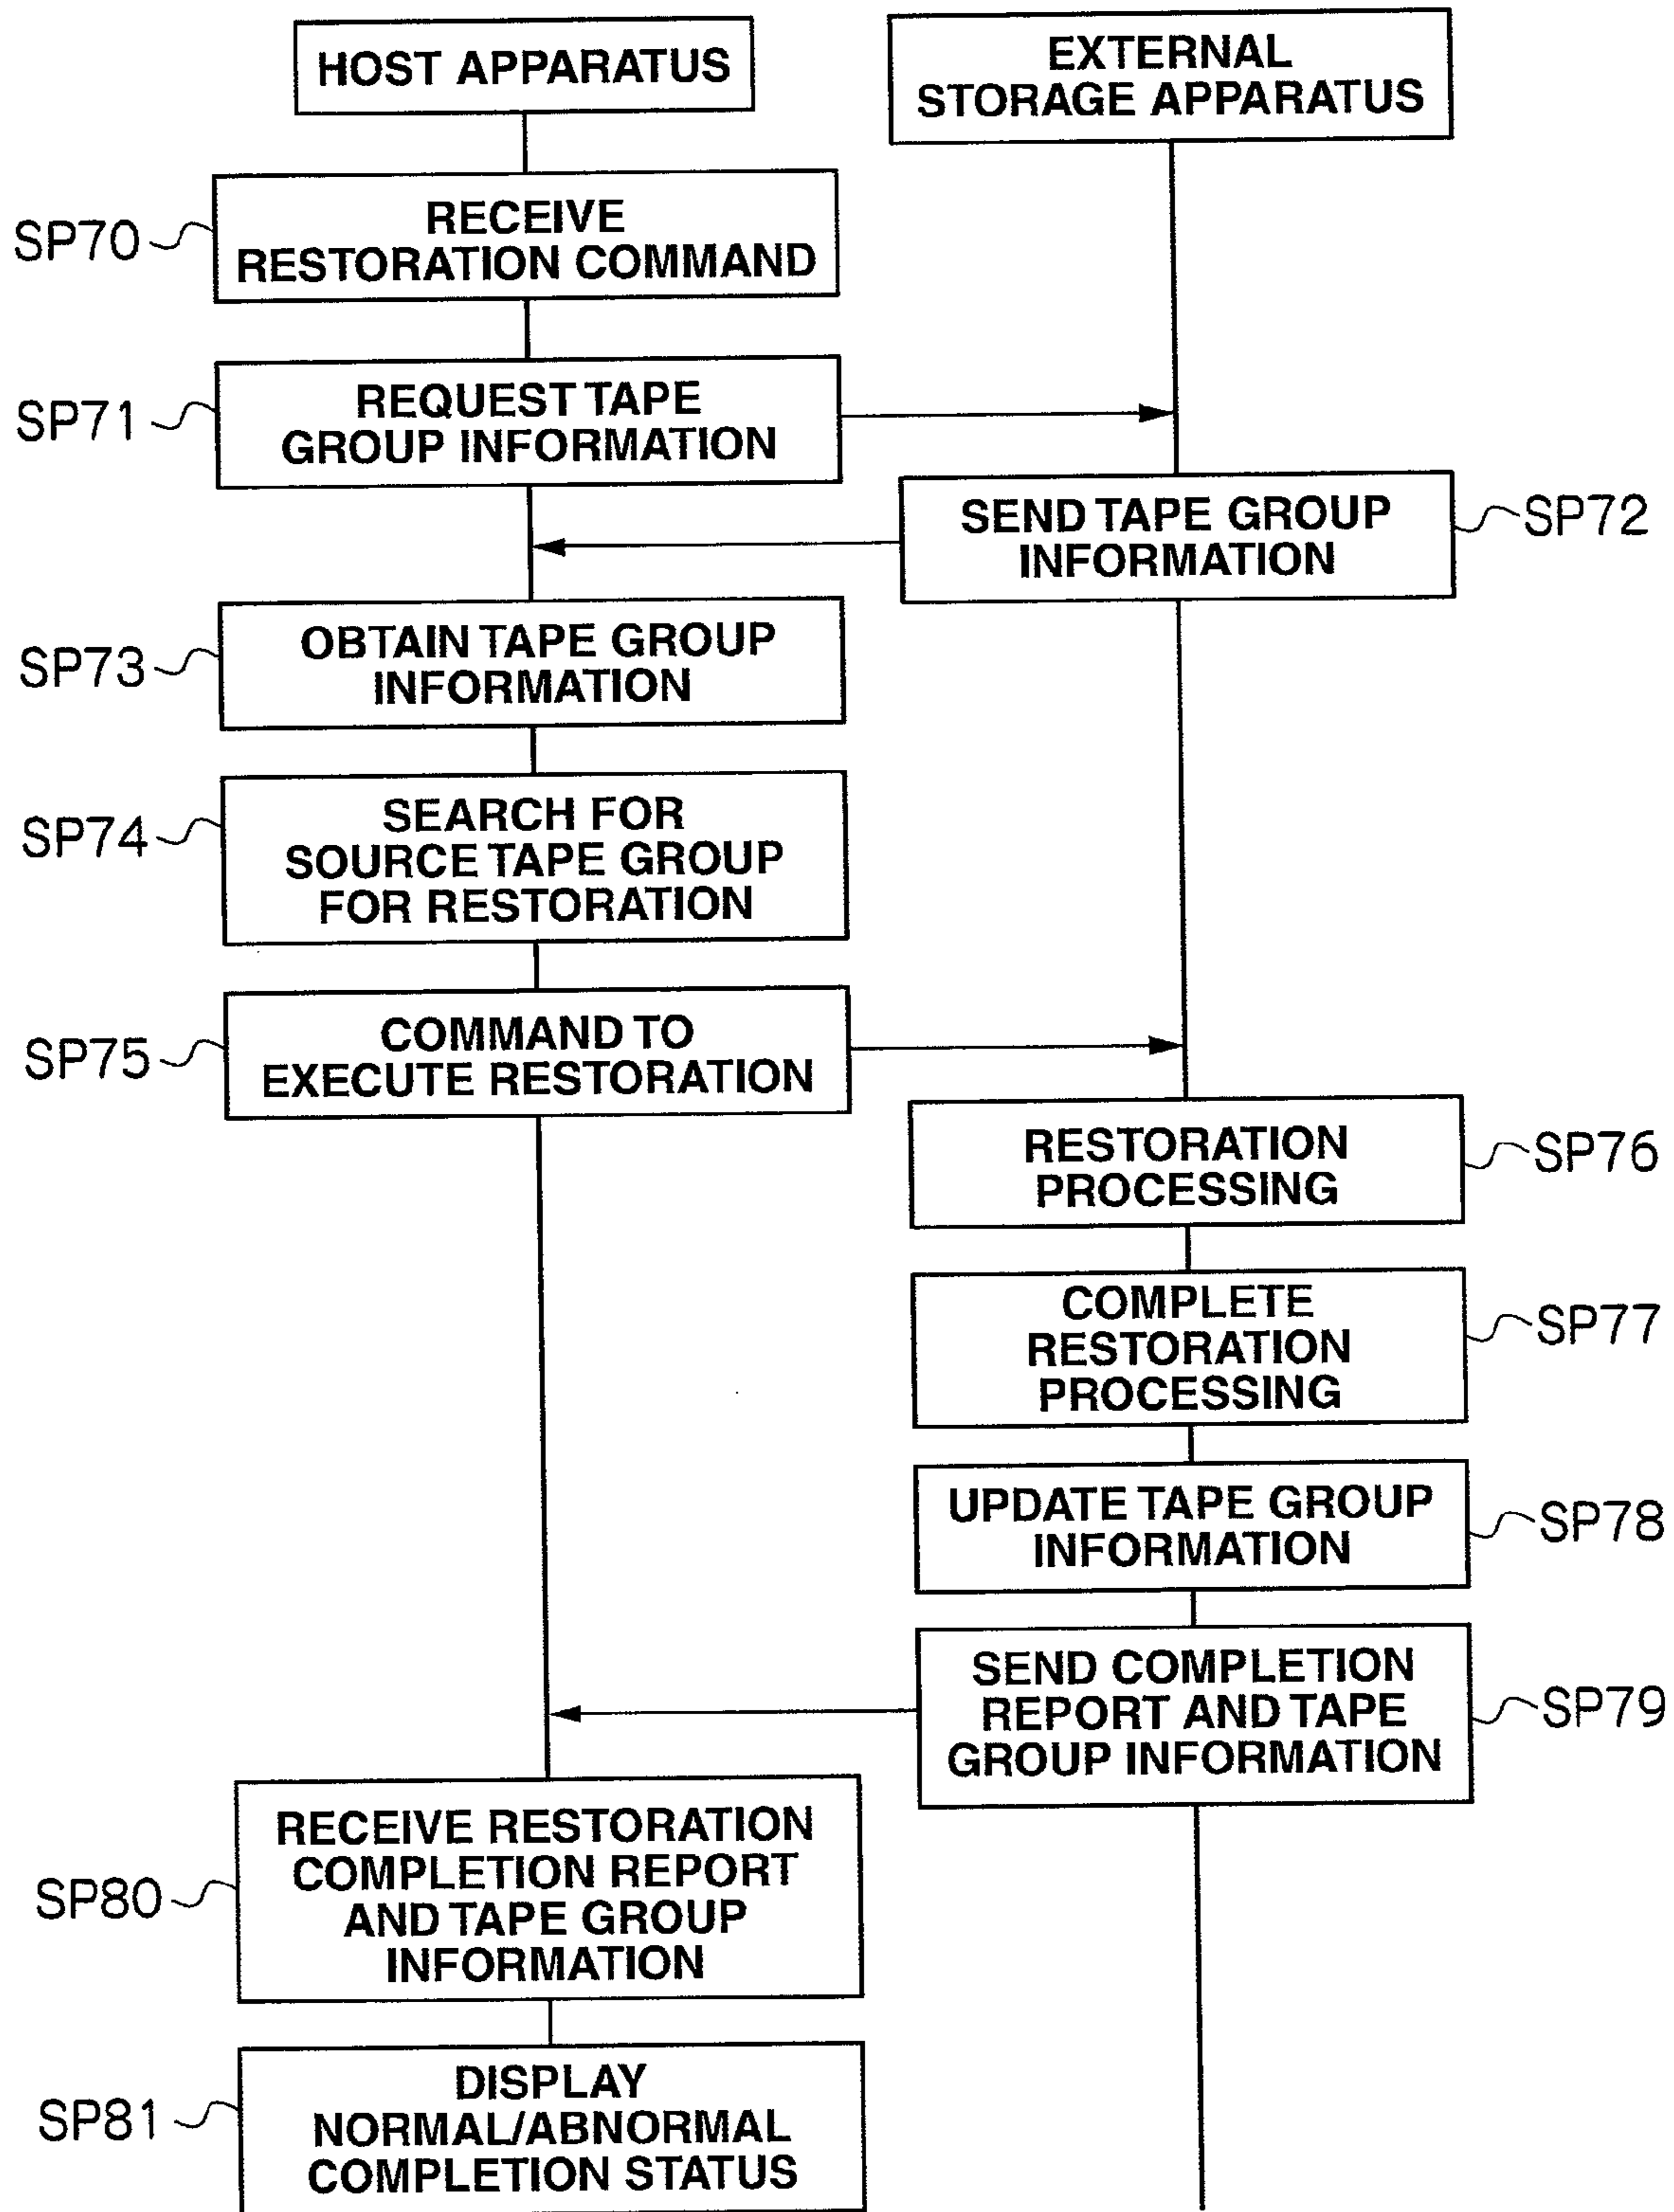 HOST APPARATUS
EXTERNAL
STORAGE APPARATUS
SP70
RECEIVE
RESTORATION COMMAND
SP71
REQUEST TAPE
GROUP INFORMATION
SEND TAPE GROUP
INFORMATION
SP72
SP73
OBTAIN TAPE GROUP
INFORMATION
SP74
SEARCH FOR
SOURCE TAPE GROUP
FOR RESTORATION
SP75
COMMAND TO
EXECUTE RESTORATION
RESTORATION
PROCESSING
SP76
COMPLETE
RESTORATION
PROCESSING
SP77
UPDATE TAPE GROUP
INFORMATION
SP78
SEND COMPLETION
REPORT AND TAPE
GROUP INFORMATION
SP79
SP80
RECEIVE RESTORATION
COMPLETION REPORT
AND TAPE GROUP
INFORMATION
SP81
DISPLAY
NORMAL/ABNORMAL
COMPLETION STATUS